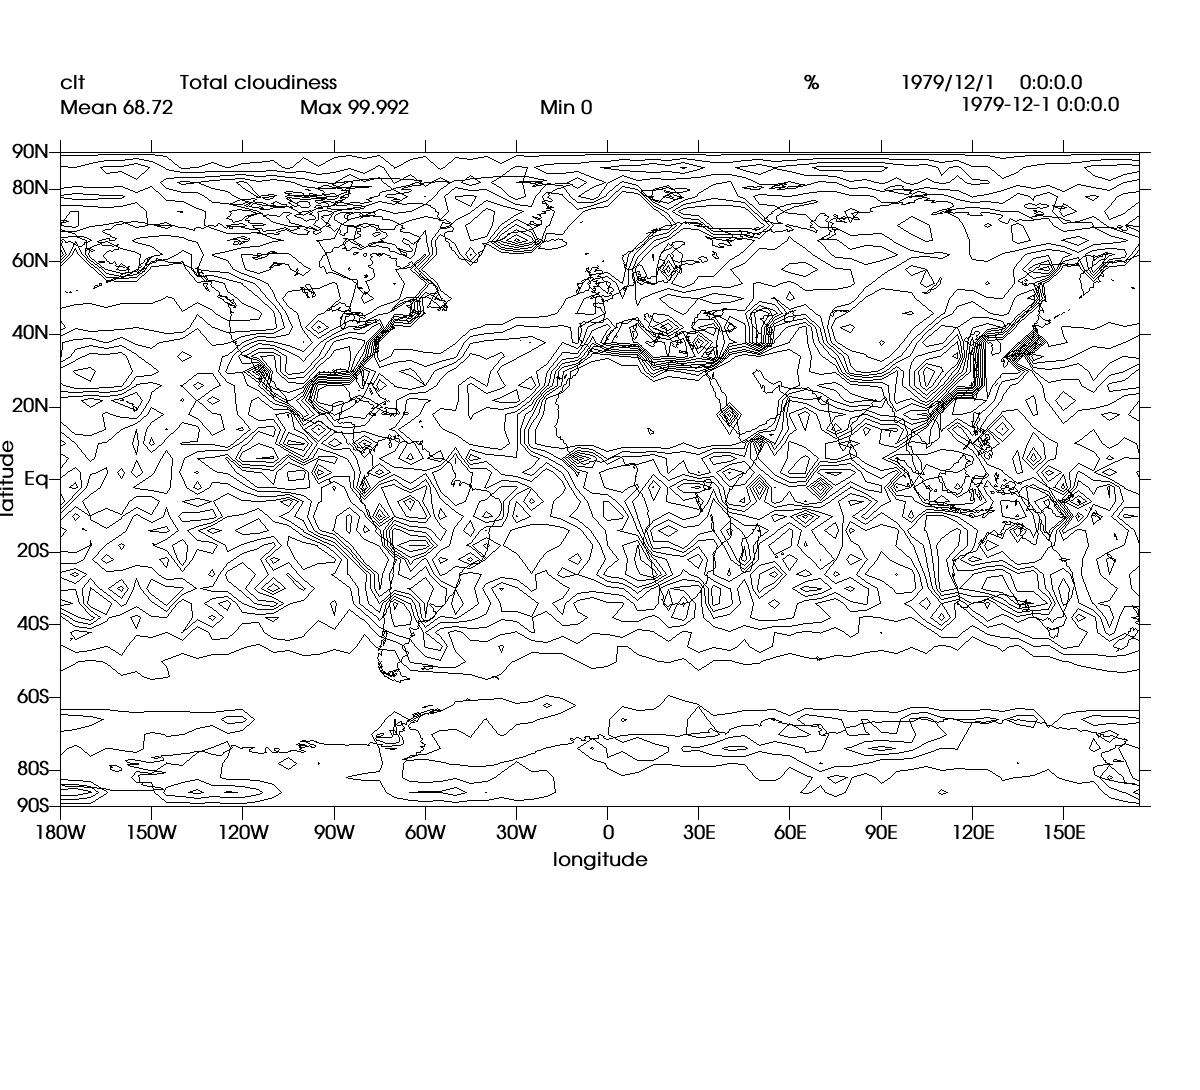 clt Total cloudiness % 1979/12/1 0:0:0.0
Mean 68.72 Max 99.992 Min 0 1979-12-1 0:0:0.0
90N
80N
60N
40N
20N
Eq
20S
40S
60S
80S
90S
latitude
180W 150W 120W 90W 60W 30W 0 30E 60E 90E 120E 150E
longitude